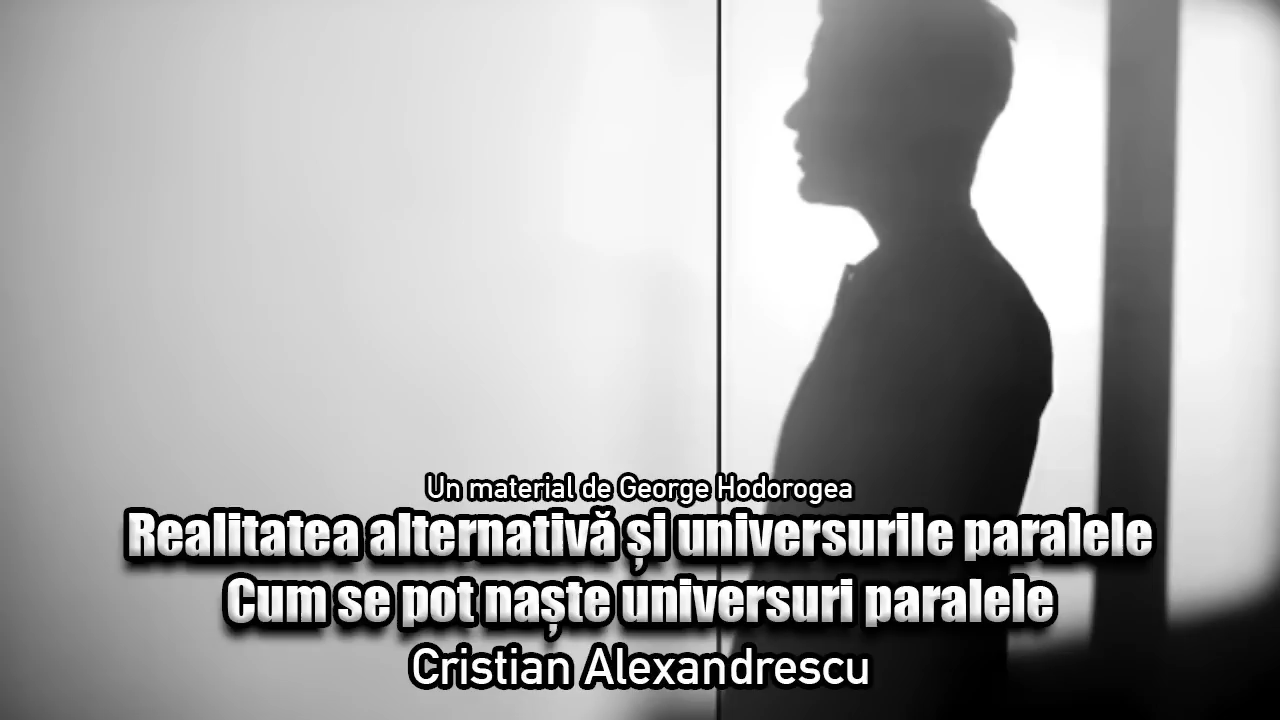 Un material de George Hodorogea
Realitatea alternativă și universurile paralele
Cum se pot naște universuri paralele
Cristian Alexandrescu